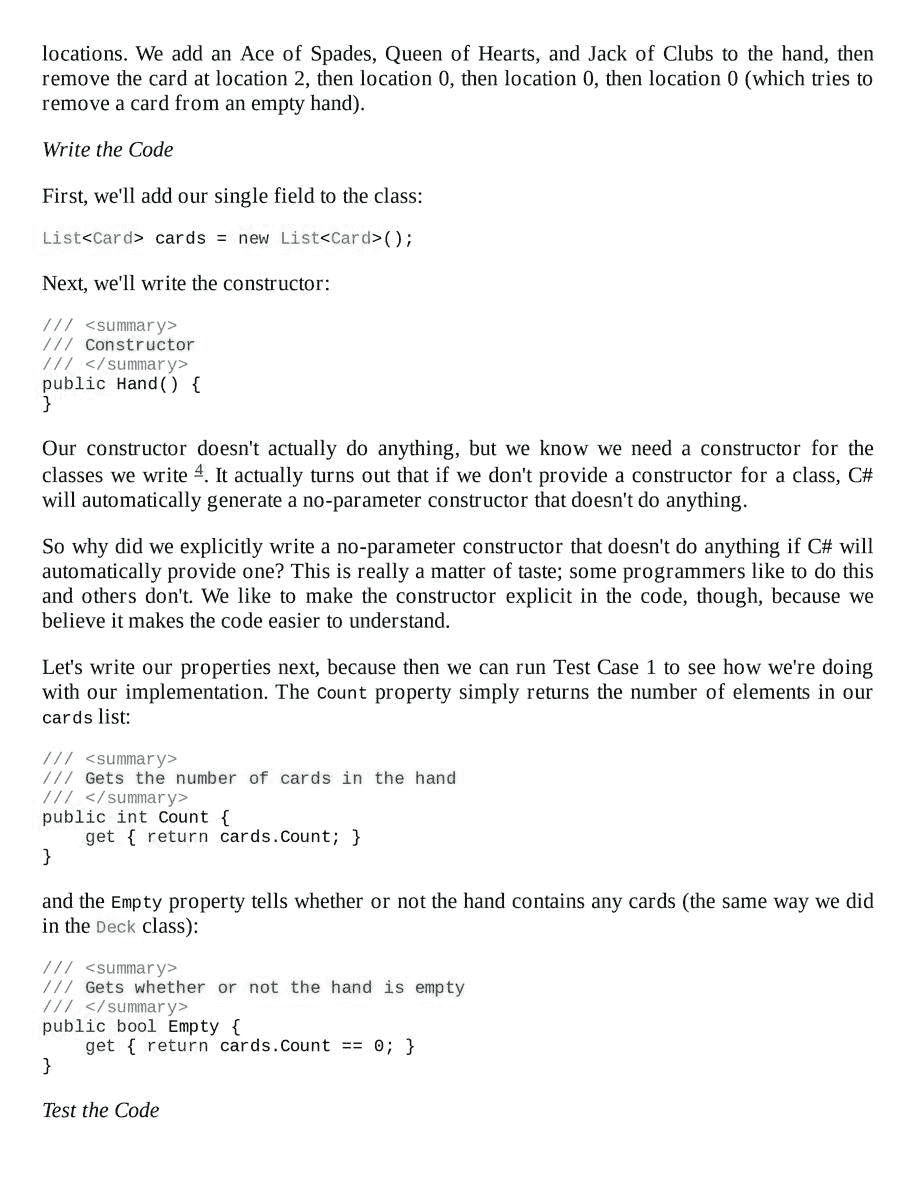 locations. We add an Ace of Spades, Queen of Hearts, and Jack of Clubs to the hand, then
remove the card at location 2, then location 0, then location 0, then location 0 (which tries to
remove a card from an empty hand).
Write the Code
First, we'll add our single field to the class:
List<Card> cards = new List<Card>();
Next, we'll write the constructor:
/// <summary>
/// Constructor
/// </summary>
public Hand() {
}
Our constructor doesn't actually do anything, but we know we need a constructor for the
classes we write 4. It actually turns out that if we don't provide a constructor for a class, C#
will automatically generate a no-parameter constructor that doesn't do anything.
So why did we explicitly write a no-parameter constructor that doesn't do anything if C# will
automatically provide one? This is really a matter of taste; some programmers like to do this
and others don't. We like to make the constructor explicit in the code, though, because we
believe it makes the code easier to understand.
Let's write our properties next, because then we can run Test Case 1 to see how we're doing
with our implementation. The Count property simply returns the number of elements in our
cards list:
/// <summary>
/// Gets the number of cards in the hand
/// </summary>
public int Count {
    get { return cards.Count; }
}
and the Empty property tells whether or not the hand contains any cards (the same way we did
in the Deck class):
/// <summary>
/// Gets whether or not the hand is empty
/// </summary>
public bool Empty {
    get { return cards.Count == 0; }
}
Test the Code